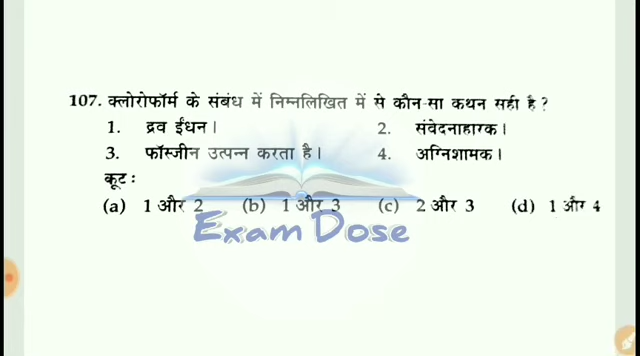 107. क्लोरोफॉर्म के संबंध में निम्नलिखित में से कौन-सा कथन सही है ?
1. द्रव ईंधन। 2. संवेदनाहारक।
3. फॉस्जीन उत्पन्न करता है। 4. अग्निशामक।
कूट :
(a) 1 और 2 (b) 1 और 3 (c) 2 और 3 (d) 1 और 4
Exam Dose